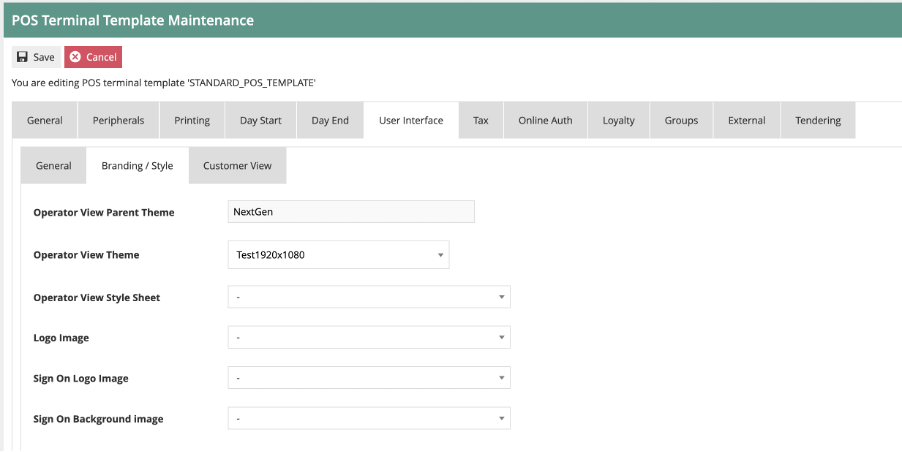 POS Terminal Template Maintenance
Save Cancel
You are editing POS terminal template 'STANDARD_POS_TEMPLATE'
General Peripherals Printing Day Start Day End User Interface Tax Online Auth Loyalty Groups External Tendering
General Branding / Style Customer View
Operator View Parent Theme NextGen
Operator View Theme Test1920x1080
Operator View Style Sheet -
Logo Image -
Sign On Logo Image -
Sign On Background image -